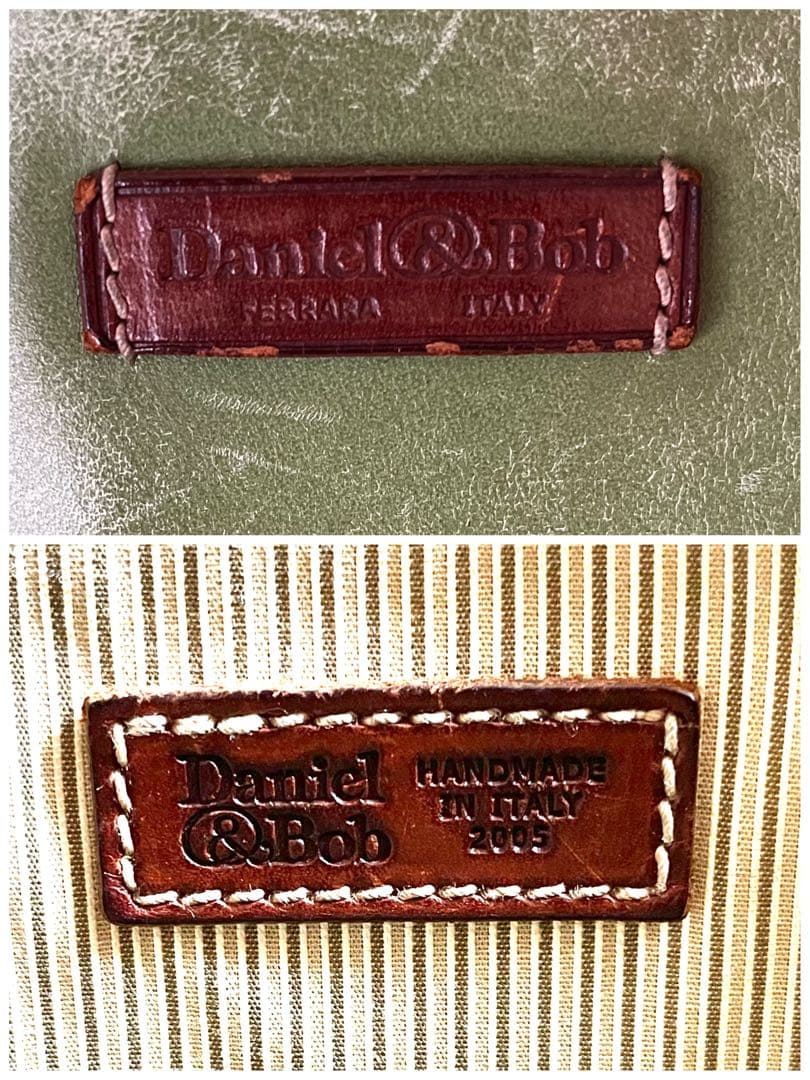 Daniel & Bob
FERRARA ITALY
Daniel
& Bob
HANDMADE
IN ITALY
2005